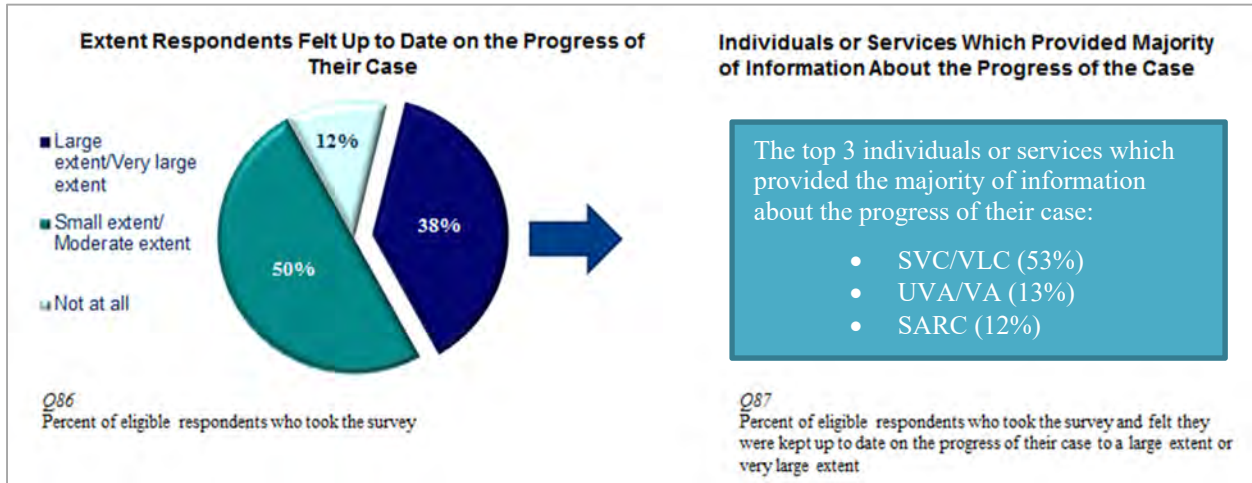 Extent Respondents Felt Up to Date on the Progress of
Their Case
Large
extent/Very large
extent
Small extent/
Moderate extent
Not at all
12%
38%
50%
Q86
Percent of eligible respondents who took the survey
Individuals or Services Which Provided Majority
of Information About the Progress of the Case
The top 3 individuals or services which
provided the majority of information
about the progress of their case:
• SVC/VLC (53%)
• UVA/VA (13%)
• SARC (12%)
Q87
Percent of eligible respondents who took the survey and felt they
were kept up to date on the progress of their case to a large extent or
very large extent